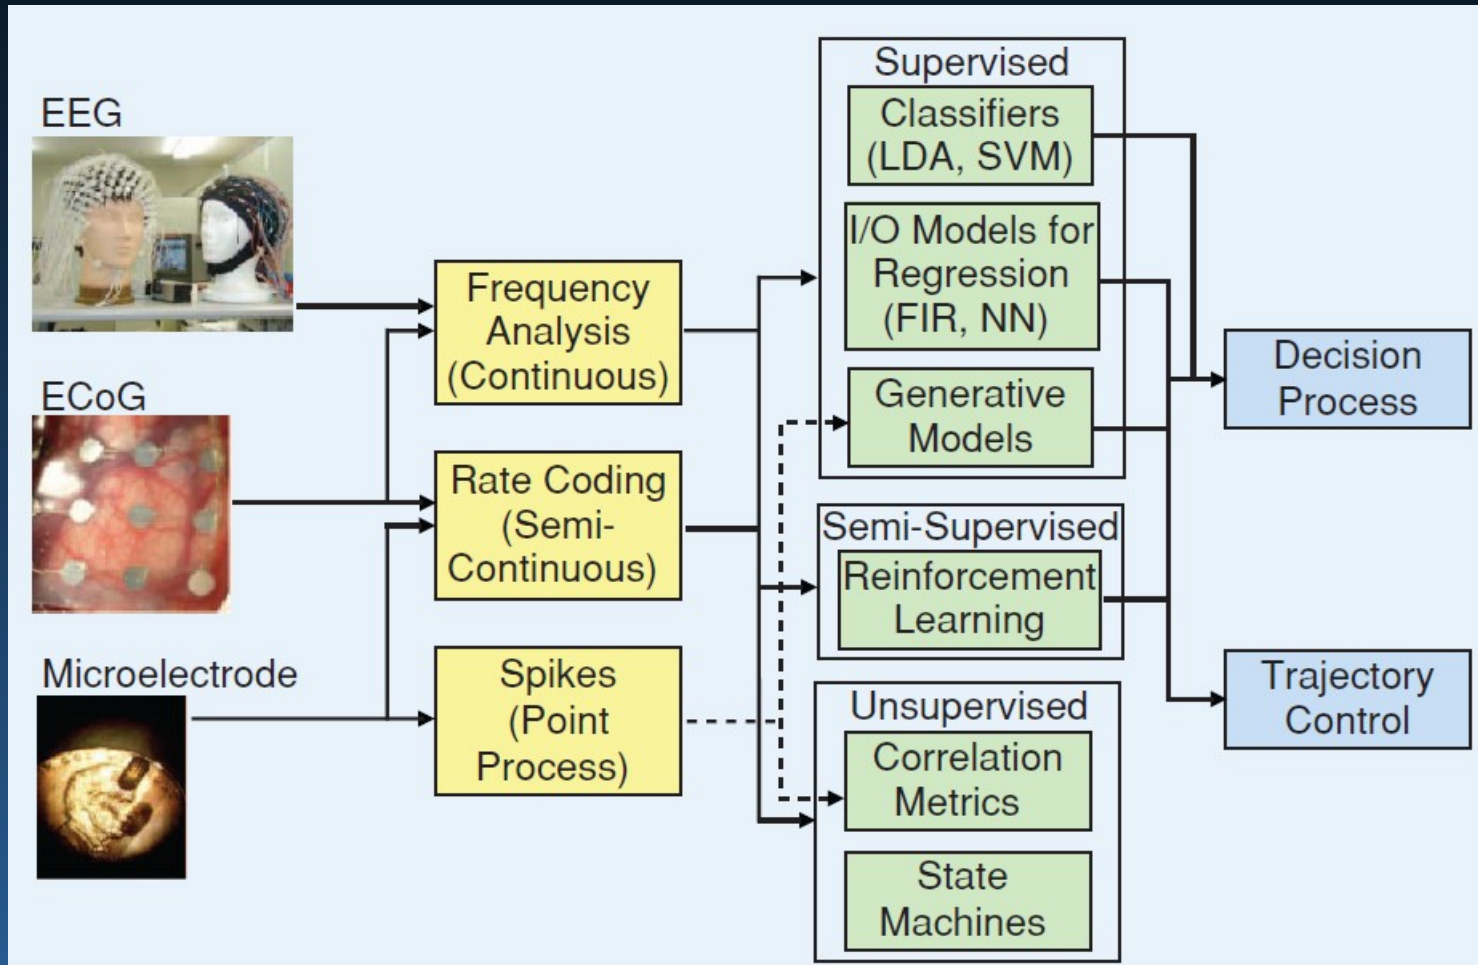 EEG
ECoG
Microelectrode
Frequency
Analysis
(Continuous)
Rate Coding
(Semi-
Continuous)
Spikes
(Point
Process)
Supervised
Classifiers
(LDA, SVM)
I/O Models for
Regression
(FIR, NN)
Generative
Models
Semi-Supervised
Reinforcement
Learning
Unsupervised
Correlation
Metrics
State
Machines
Decision
Process
Trajectory
Control